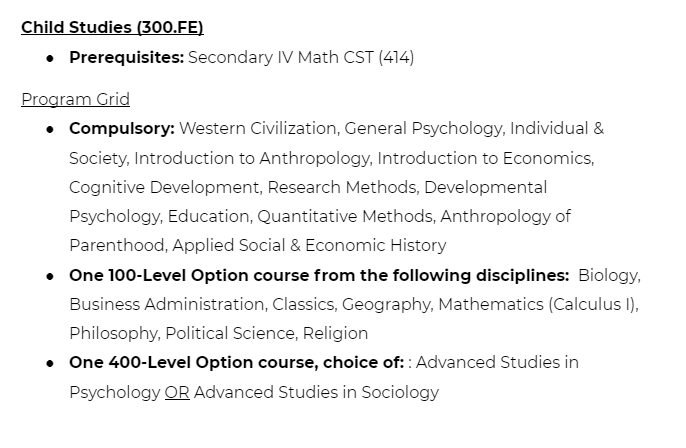 Child Studies (300.FE)
• Prerequisites: Secondary IV Math CST (414)
Program Grid
• Compulsory: Western Civilization, General Psychology, Individual &
Society, Introduction to Anthropology, Introduction to Economics,
Cognitive Development, Research Methods, Developmental
Psychology, Education, Quantitative Methods, Anthropology of
Parenthood, Applied Social & Economic History
• One 100-Level Option course from the following disciplines: Biology,
Business Administration, Classics, Geography, Mathematics (Calculus I),
Philosophy, Political Science, Religion
• One 400-Level Option course, choice of: : Advanced Studies in
Psychology OR Advanced Studies in Sociology